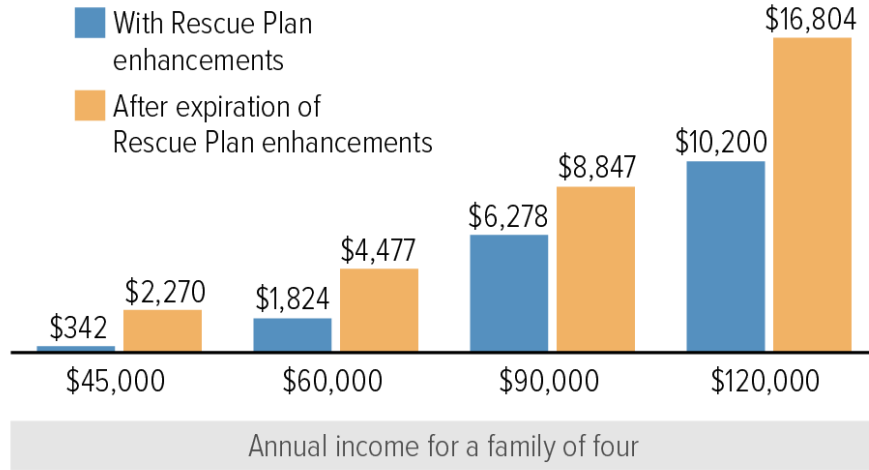 With Rescue Plan
enhancements
After expiration of
Rescue Plan enhancements
$342
$2,270
$1,824
$4,477
$6,278
$8,847
$10,200
$16,804
$45,000
$60,000
$90,000
$120,000
Annual income for a family of four